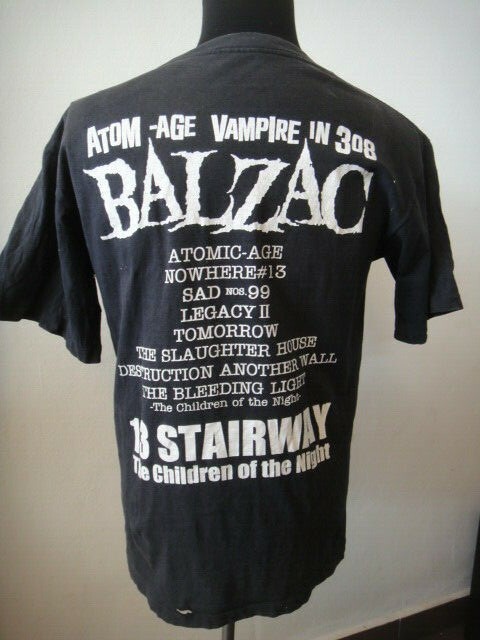 ATOM-AGE VAMPIRE IN 308
BALZAC
ATOMIC-AGE
NOWHERE#13
SAD NOS.99
LEGACY II
TOMORROW
THE SLAUGHTER HOUSE
DESTRUCTION ANOTHER WALL
THE BLEEDING LIGHT
-The Children of the Night-
13 STAIRWAY
The Children of the Night